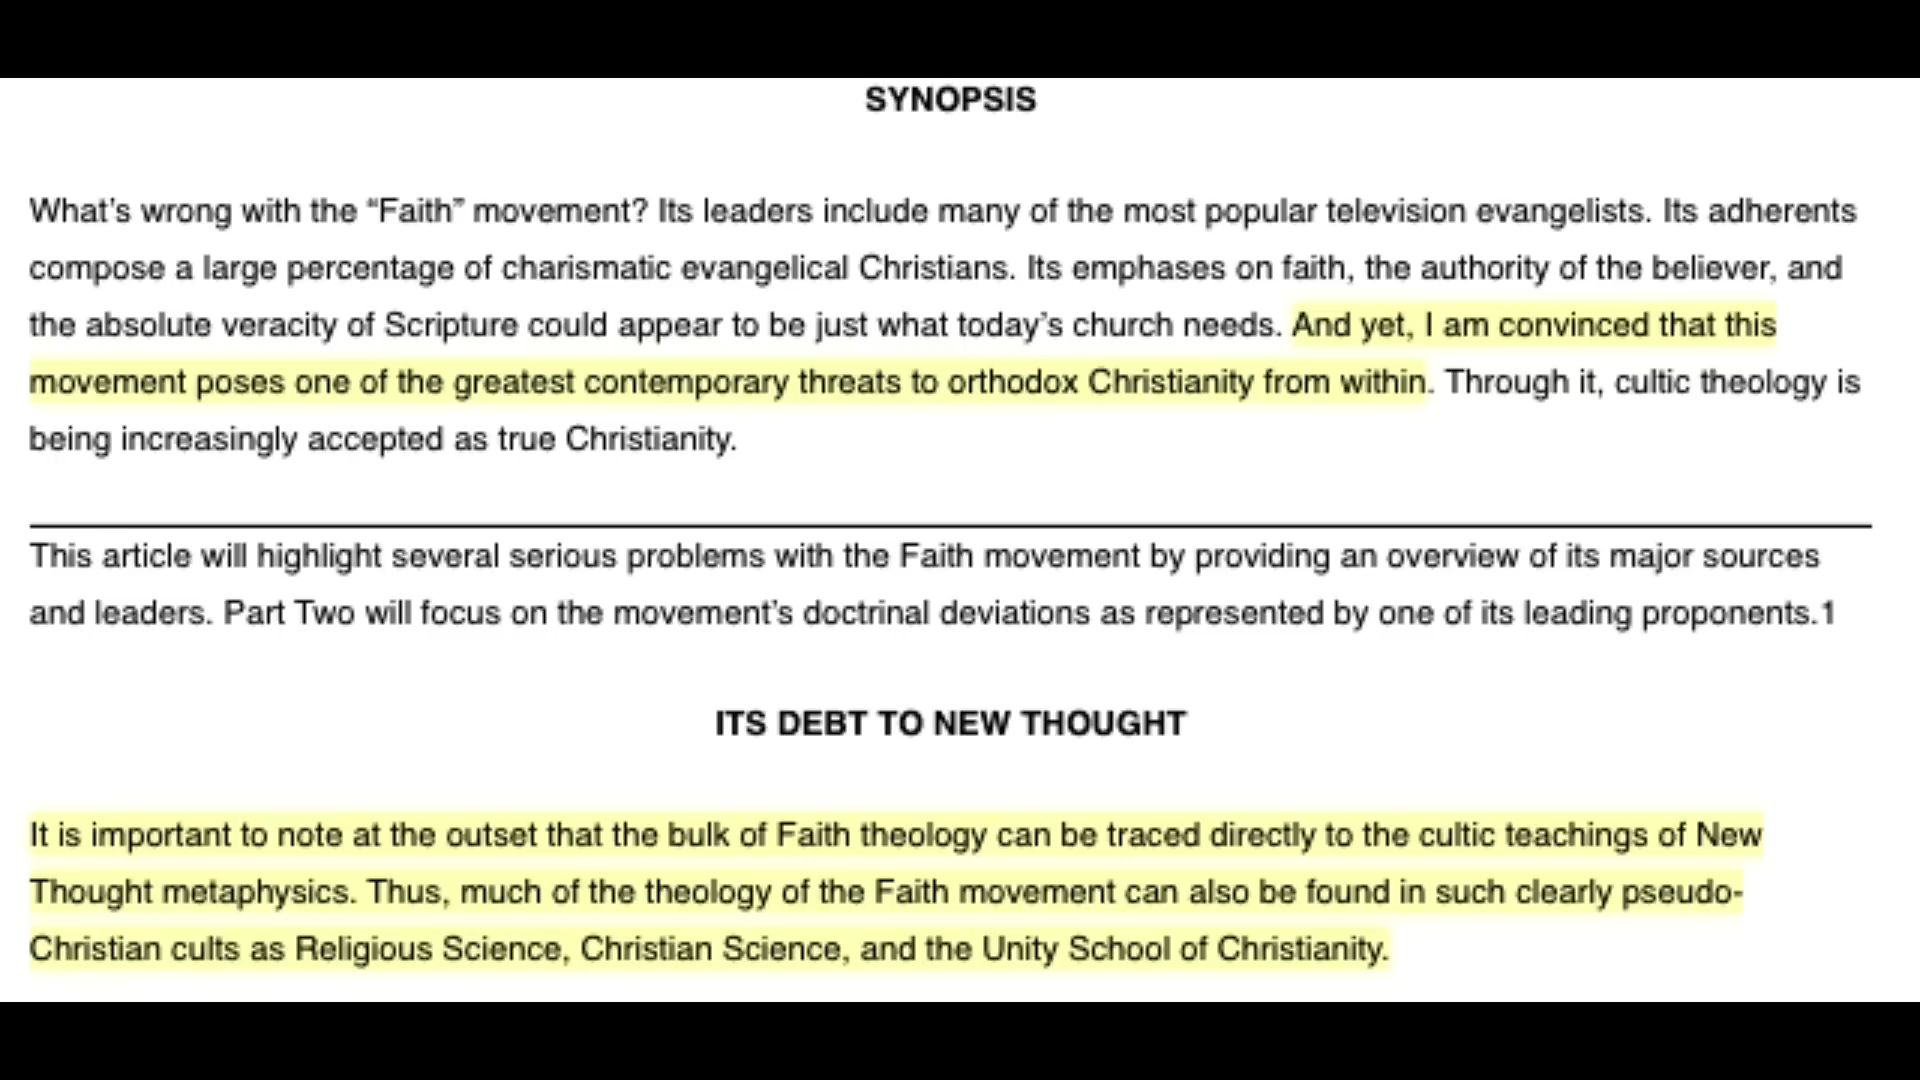 SYNOPSIS
What’s wrong with the “Faith” movement? Its leaders include many of the most popular television evangelists. Its adherents
compose a large percentage of charismatic evangelical Christians. Its emphases on faith, the authority of the believer, and
the absolute veracity of Scripture could appear to be just what today’s church needs. And yet, I am convinced that this
movement poses one of the greatest contemporary threats to orthodox Christianity from within. Through it, cultic theology is
being increasingly accepted as true Christianity.
This article will highlight several serious problems with the Faith movement by providing an overview of its major sources
and leaders. Part Two will focus on the movement’s doctrinal deviations as represented by one of its leading proponents.1
ITS DEBT TO NEW THOUGHT
It is important to note at the outset that the bulk of Faith theology can be traced directly to the cultic teachings of New
Thought metaphysics. Thus, much of the theology of the Faith movement can also be found in such clearly pseudo-
Christian cults as Religious Science, Christian Science, and the Unity School of Christianity.